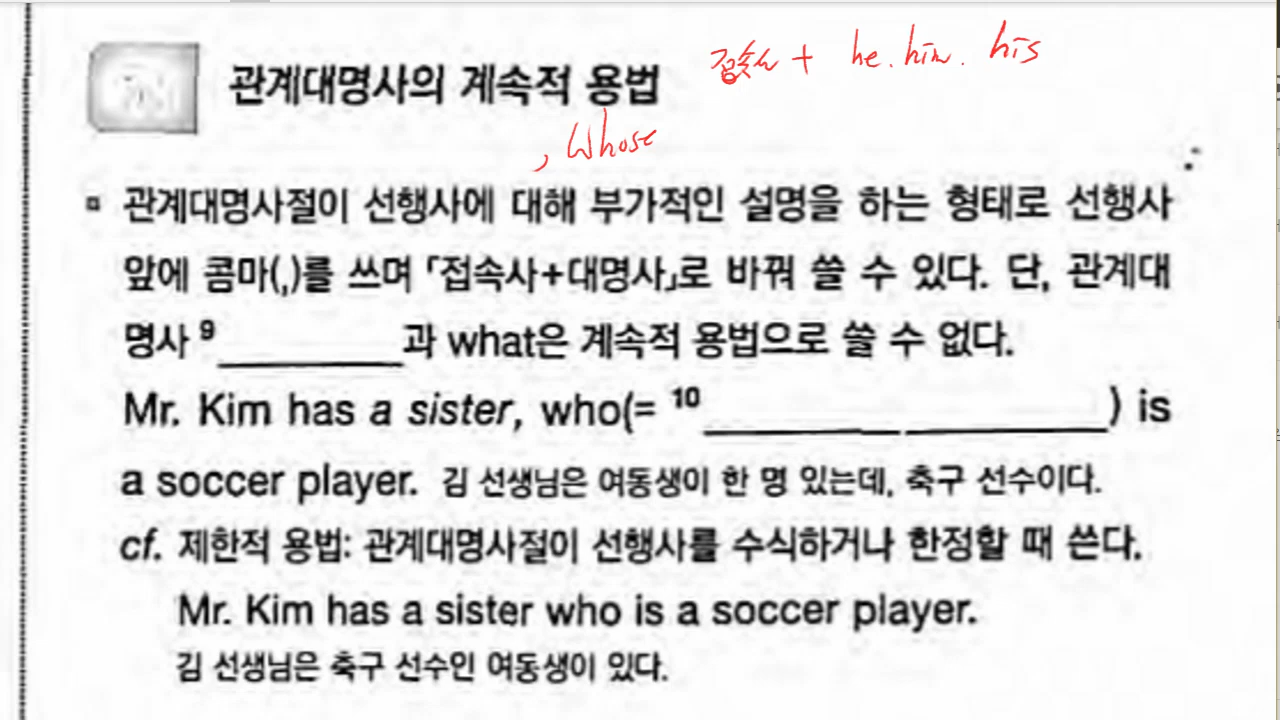 관계대명사의 계속적 용법 접속사 + he. him. his
, whose
▫ 관계대명사절이 선행사에 대해 부가적인 설명을 하는 형태로 선행사
앞에 콤마(,)를 쓰며 「접속사+대명사」로 바꿔 쓸 수 있다. 단, 관계대
명사 9 ________ 과 what은 계속적 용법으로 쓸 수 없다.
Mr. Kim has a sister, who(= 10 ________ ________) is
a soccer player. 김 선생님은 여동생이 한 명 있는데, 축구 선수이다.
cf. 제한적 용법: 관계대명사절이 선행사를 수식하거나 한정할 때 쓴다.
Mr. Kim has a sister who is a soccer player.
김 선생님은 축구 선수인 여동생이 있다.